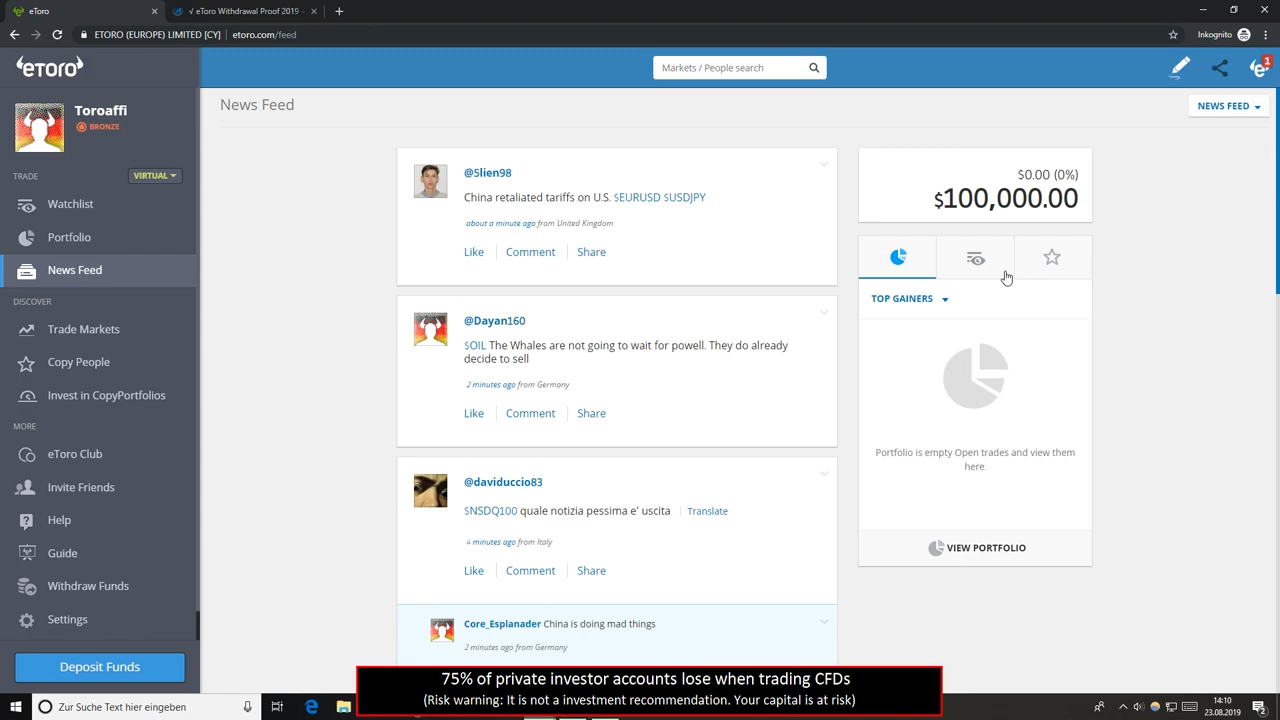 eToro
√ eToro Withdrawal Proof 2019 -
ETORO (EUROPE) LIMITED [CY] | etoro.com/feed
Inkognito
eToro
Markets / People search
1
Toroaffi
BRONZE
TRADE
VIRTUAL
Watchlist
Portfolio
News Feed
DISCOVER
Trade Markets
Copy People
Invest in CopyPortfolios
MORE
eToro Club
Invite Friends
Help
Guide
Withdraw Funds
Settings
Deposit Funds
News Feed
NEWS FEED
@5lien98
China retaliated tariffs on U.S. $EURUSD $USDJPY
about a minute ago from United Kingdom
Like Comment Share
@Dayan160
$OIL The Whales are not going to wait for powell. They do already
decide to sell
2 minutes ago from Germany
Like Comment Share
@daviduccio83
$NSDQ100 quale notizia pessima e' uscita Translate
4 minutes ago from Italy
Like Comment Share
Core_Esplanader China is doing mad things
2 minutes ago from Germany
$0.00 (0%)
$100,000.00
TOP GAINERS
Portfolio is empty Open trades and view them
here.
VIEW PORTFOLIO
75% of private investor accounts lose when trading CFDs
(Risk warning: It is not a investment recommendation. Your capital is at risk)
Zur Suche Text hier eingeben
14:10
23.08.2019